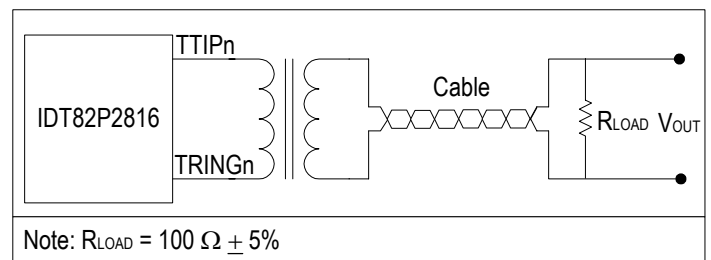 TTIPn
Cable
IDT82P2816
RLOAD VOUT
TRINGn
Note: RLOAD = 100 Ω ± 5%